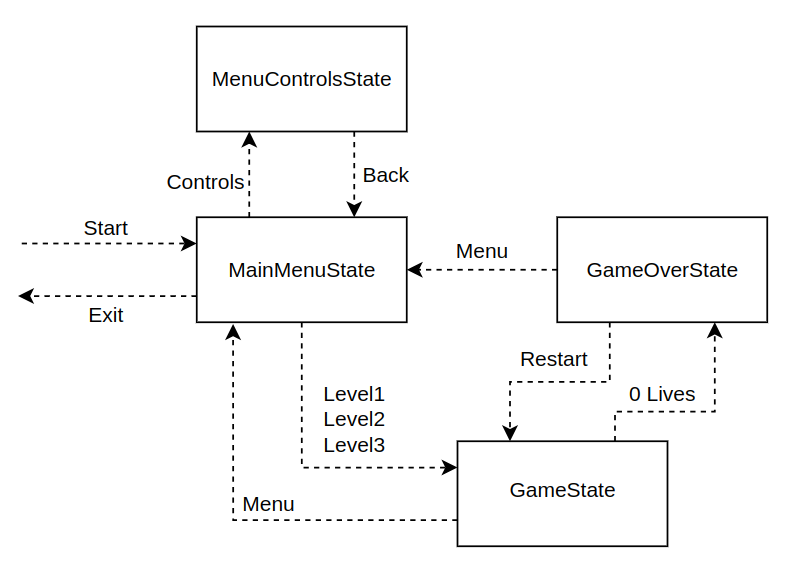 MenuControlsState
Controls
Back
Start
MainMenuState
Menu
GameOverState
Exit
Restart
Level1
Level2
Level3
0 Lives
GameState
Menu